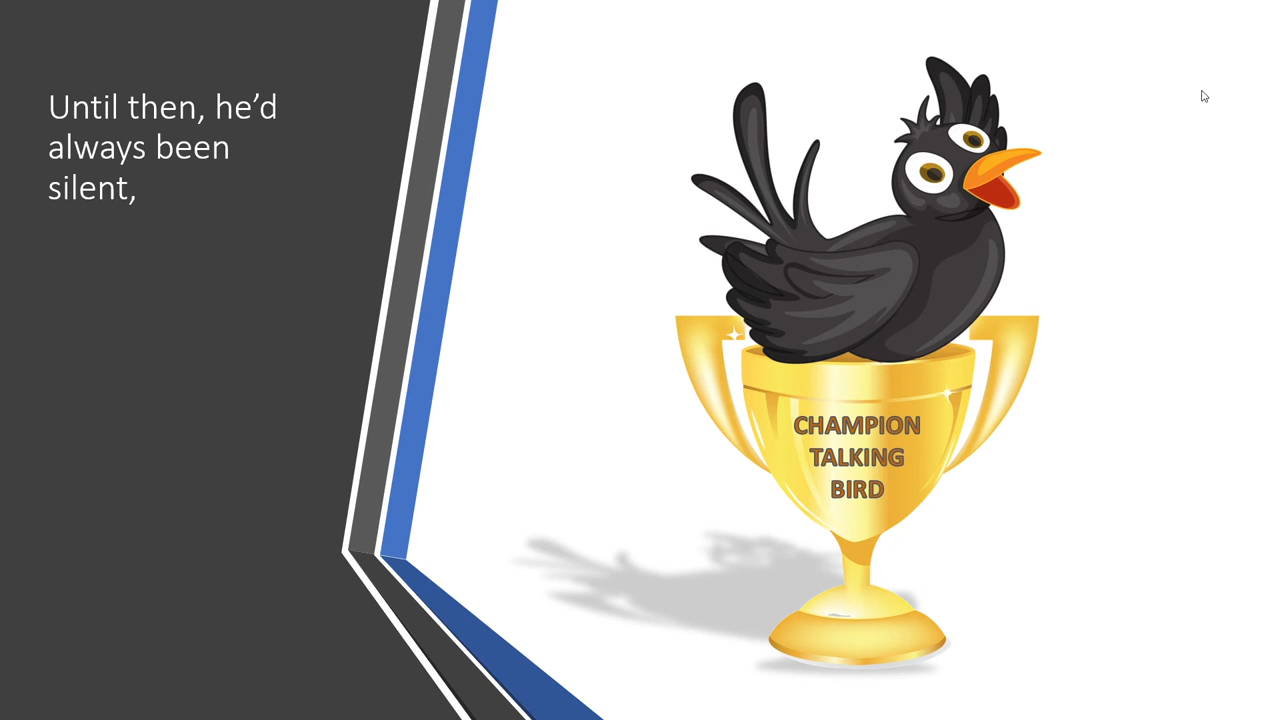 Until then, he’d
always been
silent,
CHAMPION
TALKING
BIRD